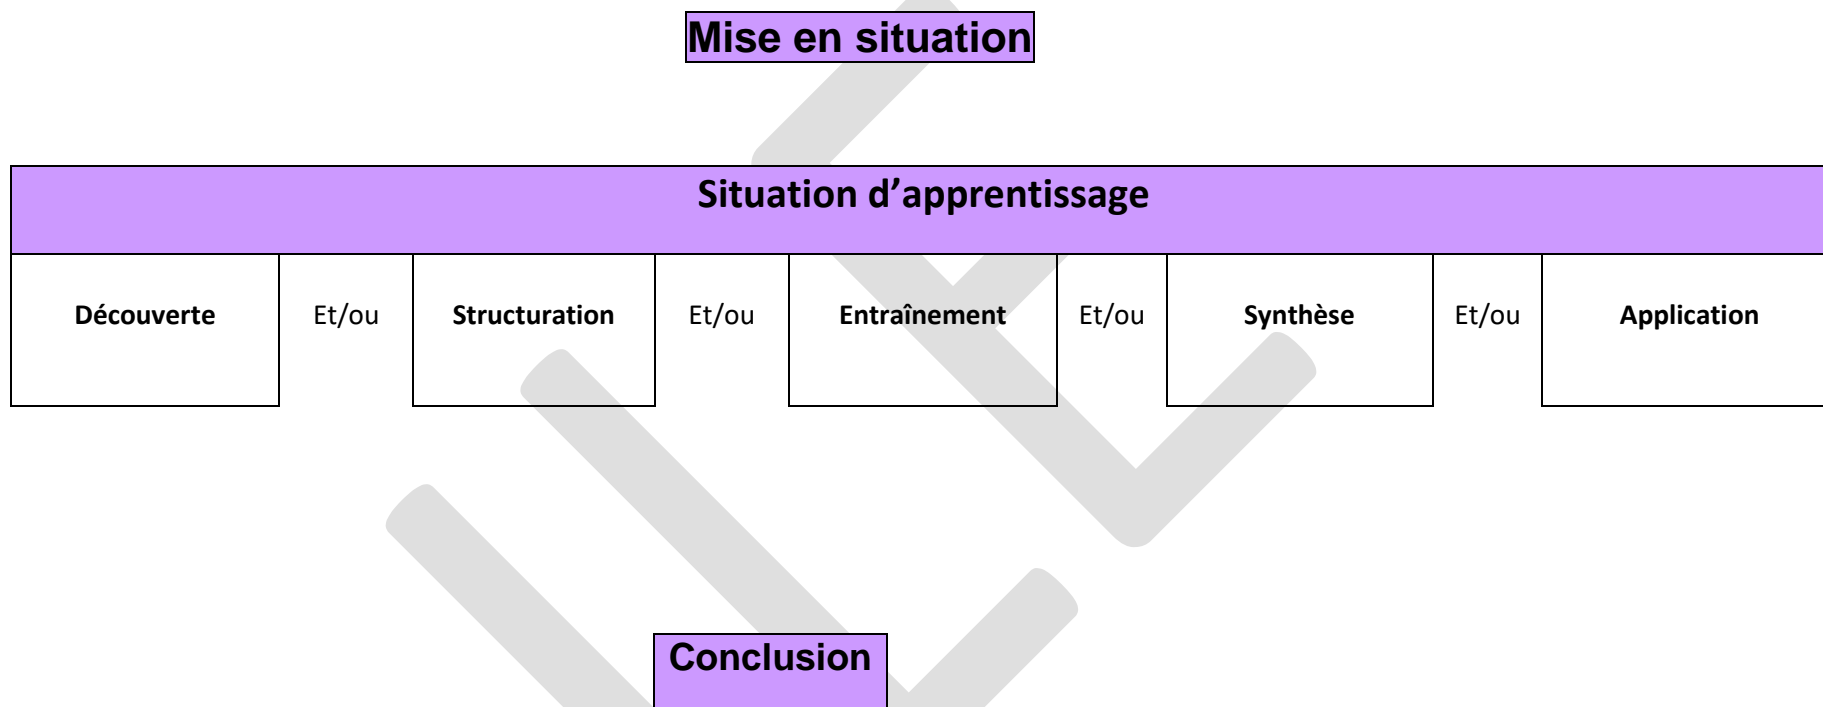 Mise en situation
Situation d’apprentissage
Découverte Et/ou Structuration Et/ou Entraînement Et/ou Synthèse Et/ou Application
Conclusion